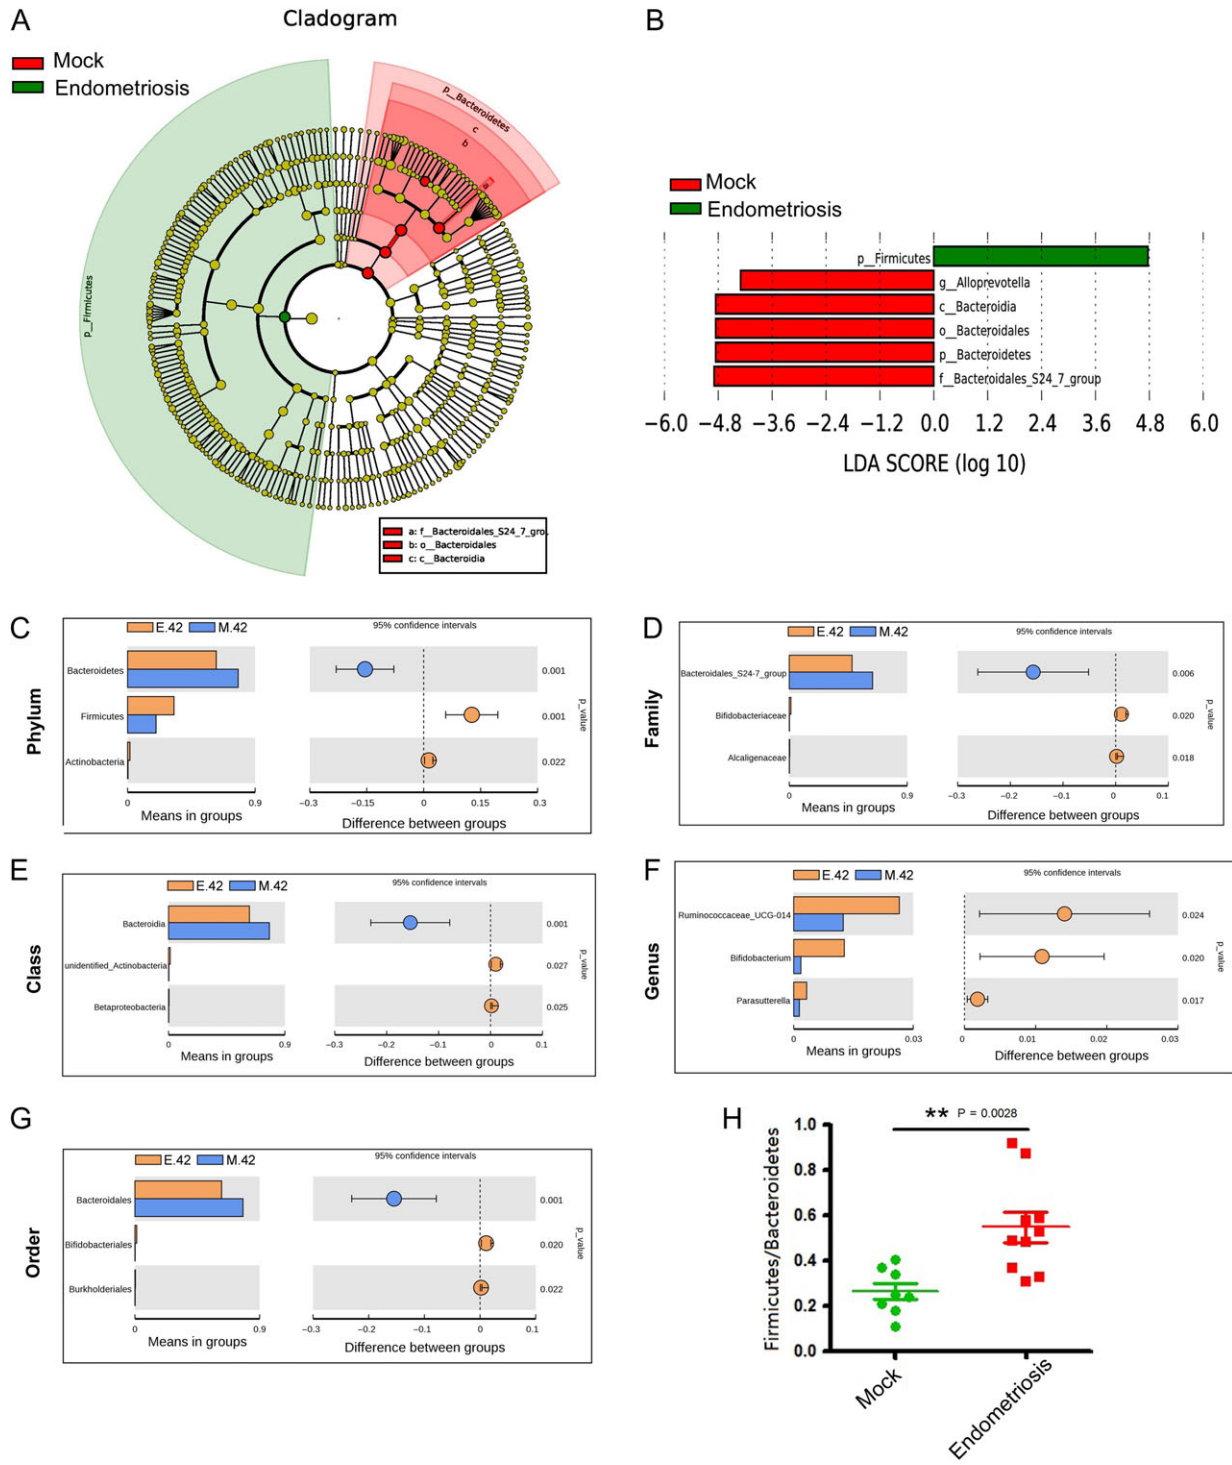 A
Cladogram
Mock
Endometriosis
p__Bacteroidetes
c
b
a
p__Firmicutes
a: f__Bacteroidales_S24_7_gro.
b: o__Bacteroidales
c: c__Bacteroidia
B
Mock
Endometriosis
p__Firmicutes
g__Alloprevotella
c__Bacteroidia
o__Bacteroidales
p__Bacteroidetes
f__Bacteroidales_S24_7_group
−6.0 −4.8 −3.6 −2.4 −1.2 0.0 1.2 2.4 3.6 4.8 6.0
LDA SCORE (log 10)
C
Phylum
E.42 M.42
95% confidence intervals
Bacteroidetes 0.001
Firmicutes 0.001
Actinobacteria 0.022
p_value
0 0.9 −0.3 −0.15 0 0.15 0.3
Means in groups Difference between groups
D
Family
E.42 M.42
95% confidence intervals
Bacteroidales_S24-7_group 0.006
Bifidobacteriaceae 0.020
Alcaligenaceae 0.018
p_value
0 0.9 −0.3 −0.2 −0.1 0 0.1
Means in groups Difference between groups
E
Class
E.42 M.42
95% confidence intervals
Bacteroidia 0.001
unidentified_Actinobacteria 0.027
Betaproteobacteria 0.025
p_value
0 0.9 −0.3 −0.2 −0.1 0 0.1
Means in groups Difference between groups
F
Genus
E.42 M.42
95% confidence intervals
Ruminococcaceae_UCG-014 0.024
Bifidobacterium 0.020
Parasutterella 0.017
p_value
0 0.03 0 0.01 0.02 0.03
Means in groups Difference between groups
G
Order
E.42 M.42
95% confidence intervals
Bacteroidales 0.001
Bifidobacteriales 0.020
Burkholderiales 0.022
p_value
0 0.9 −0.3 −0.2 −0.1 0 0.1
Means in groups Difference between groups
H
** P = 0.0028
Firmicutes/Bacteroidetes
1.0
0.8
0.6
0.4
0.2
0.0
Mock
Endometriosis